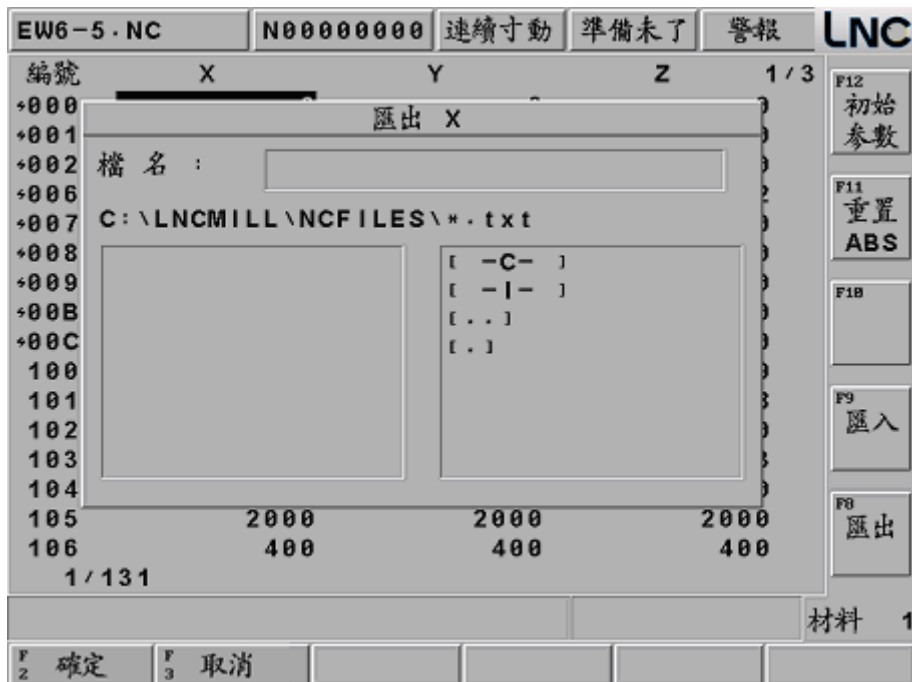 EW6-5.NC N00000000 連續寸動 準備未了 警報 LNC
編號 X Y Z 1/3
+000
+001
+002
+006
+007
+008
+009
+00B
+00C
100
101
102
103
104
105 2000 2000 2000
106 400 400 400
1/131
匯出 X
檔 名 :
C:\LNCMILL\NCFILES\*.txt
[ -C- ]
[ -I- ]
[..]
[.]
F12 初始參數
F11 重置 ABS
F10
F9 匯入
F8 匯出
材料 1
F2 確定 F3 取消